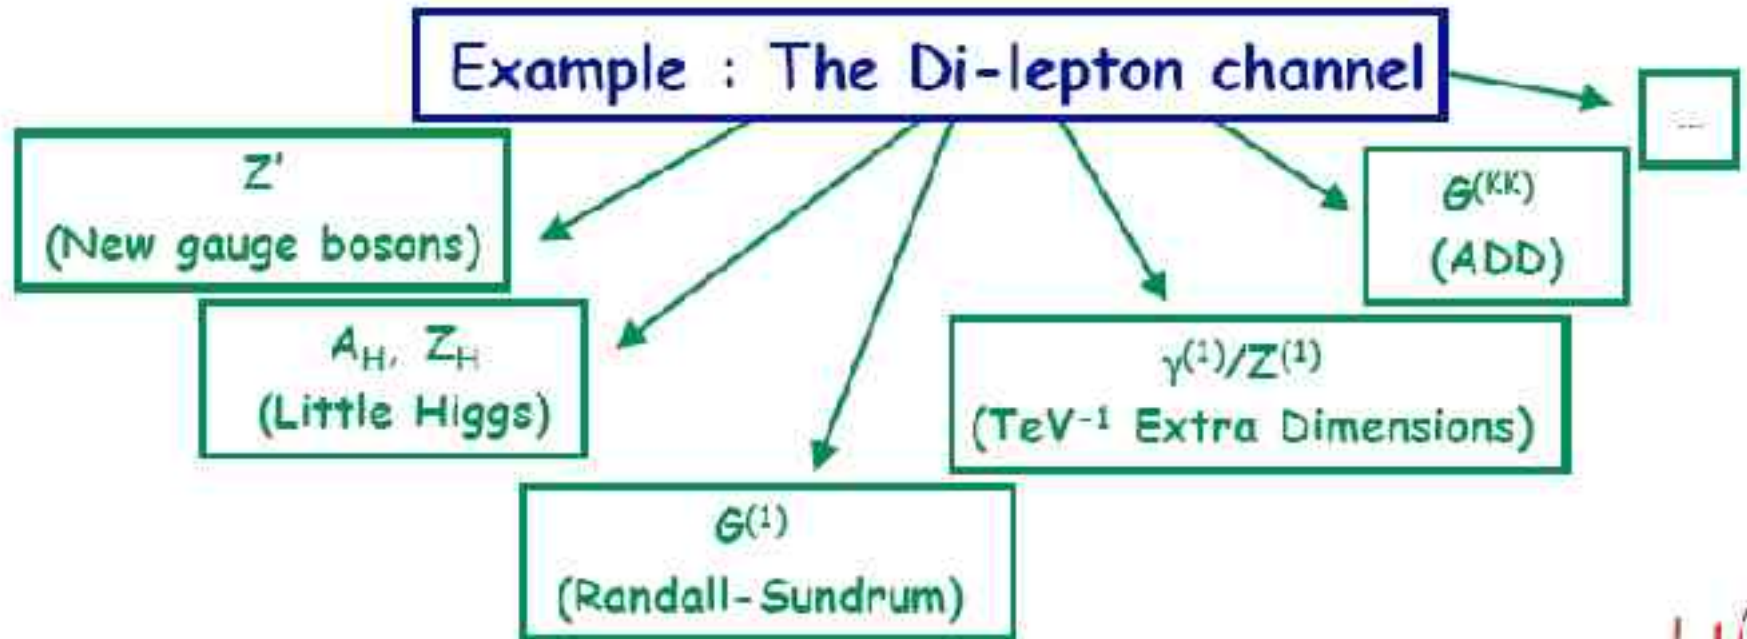 Example : The Di-lepton channel
...
Z'
(New gauge bosons)
G(KK)
(ADD)
AH, ZH
(Little Higgs)
γ(1)/Z(1)
(TeV-1 Extra Dimensions)
G(1)
(Randall-Sundrum)